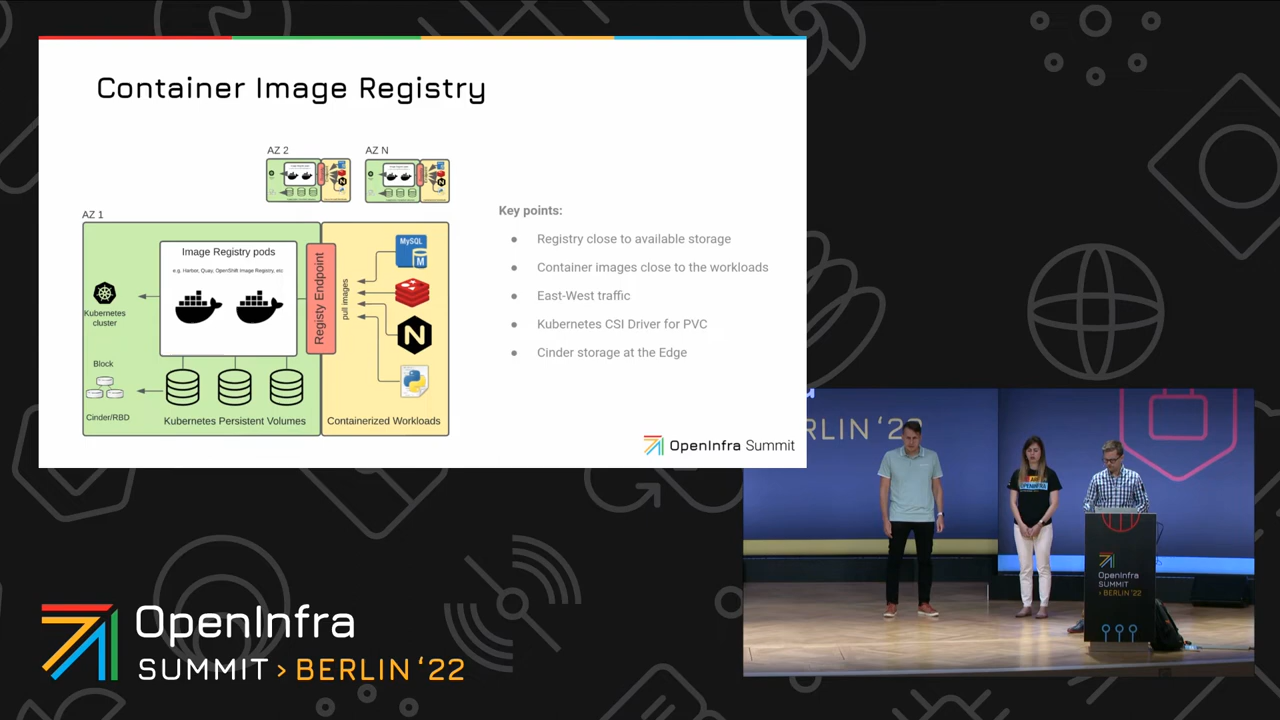 Container Image Registry
AZ 2
AZ N
AZ 1
Image Registry pods
e.g. Harbor, Quay, OpenShift Image Registry, etc
Kubernetes
cluster
Block
Cinder/RBD
Kubernetes Persistent Volumes
Registy Endpoint
pull images
MySQL
M
N
Containerized Workloads
Key points:
● Registry close to available storage
● Container images close to the workloads
● East-West traffic
● Kubernetes CSI Driver for PVC
● Cinder storage at the Edge
OpenInfra Summit
RLIN '22
OpenInfra
SUMMIT
› BERLIN '22
OpenInfra
SUMMIT › BERLIN '22